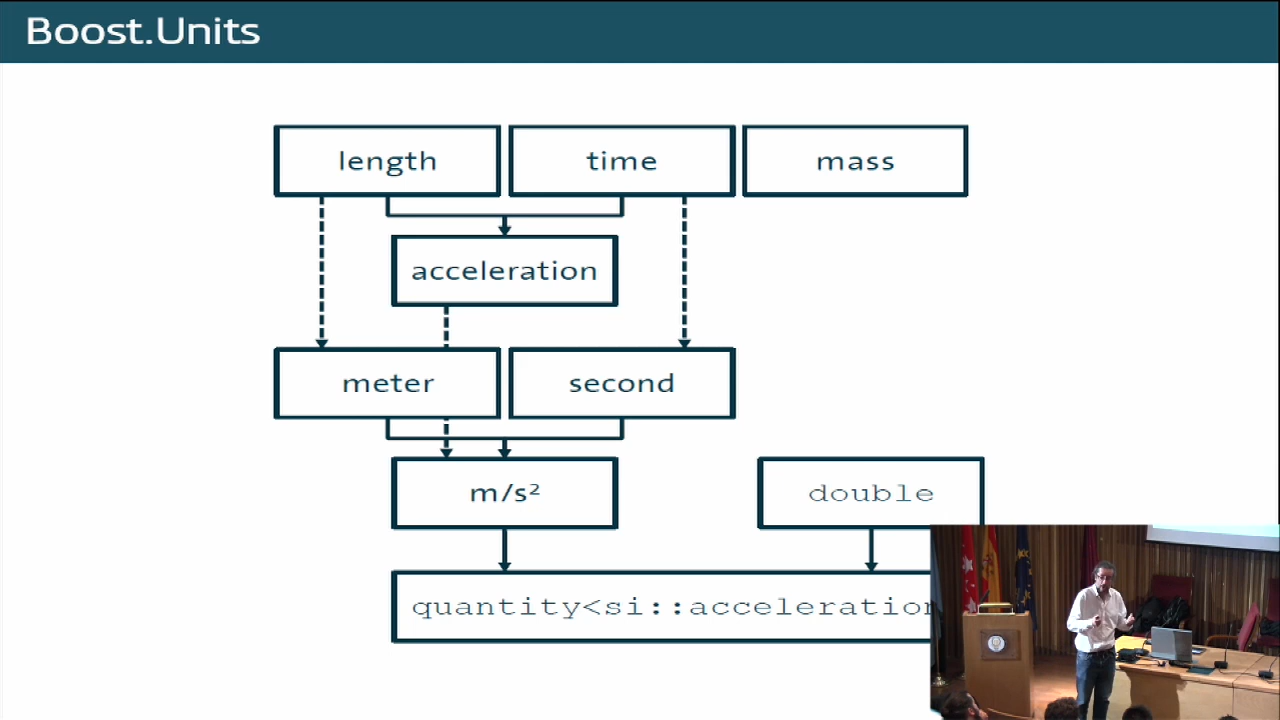 Boost.Units
length
time
mass
acceleration
meter
second
m/s²
double
quantity<si::acceleration